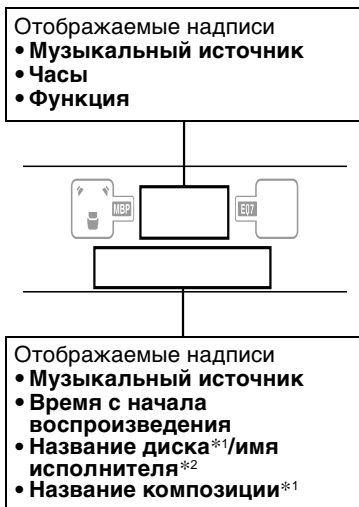 Отображаемые надписи
• Музыкальный источник
• Часы
• Функция
MBP
EQ7
Отображаемые надписи
• Музыкальный источник
• Время с начала
воспроизведения
• Название диска*1/имя
исполнителя*2
• Название композиции*1